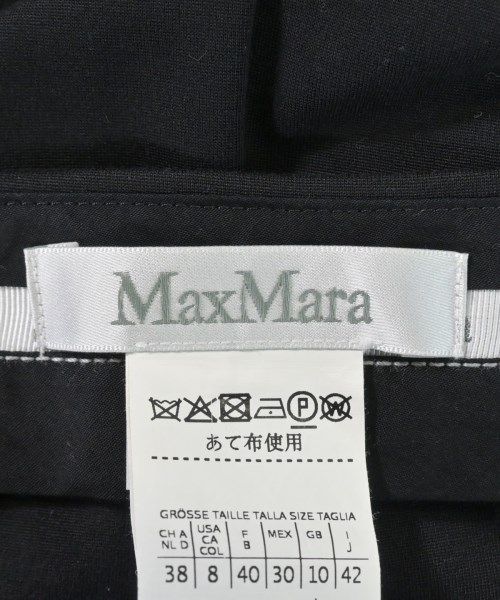 MaxMara
P W
あて布使用
GRÖSSE TAILLE TALLA SIZE TAGLIA
CH A NL D USA CA COL F B MEX GB I J
38 8 40 30 10 42